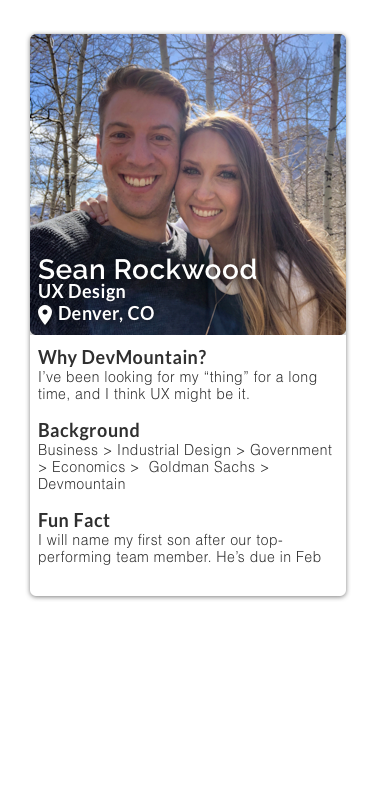 Sean Rockwood
UX Design
Denver, CO
Why DevMountain?
I’ve been looking for my “thing” for a long
time, and I think UX might be it.
Background
Business > Industrial Design > Government
> Economics >  Goldman Sachs >
Devmountain
Fun Fact
I will name my first son after our top-
performing team member. He’s due in Feb